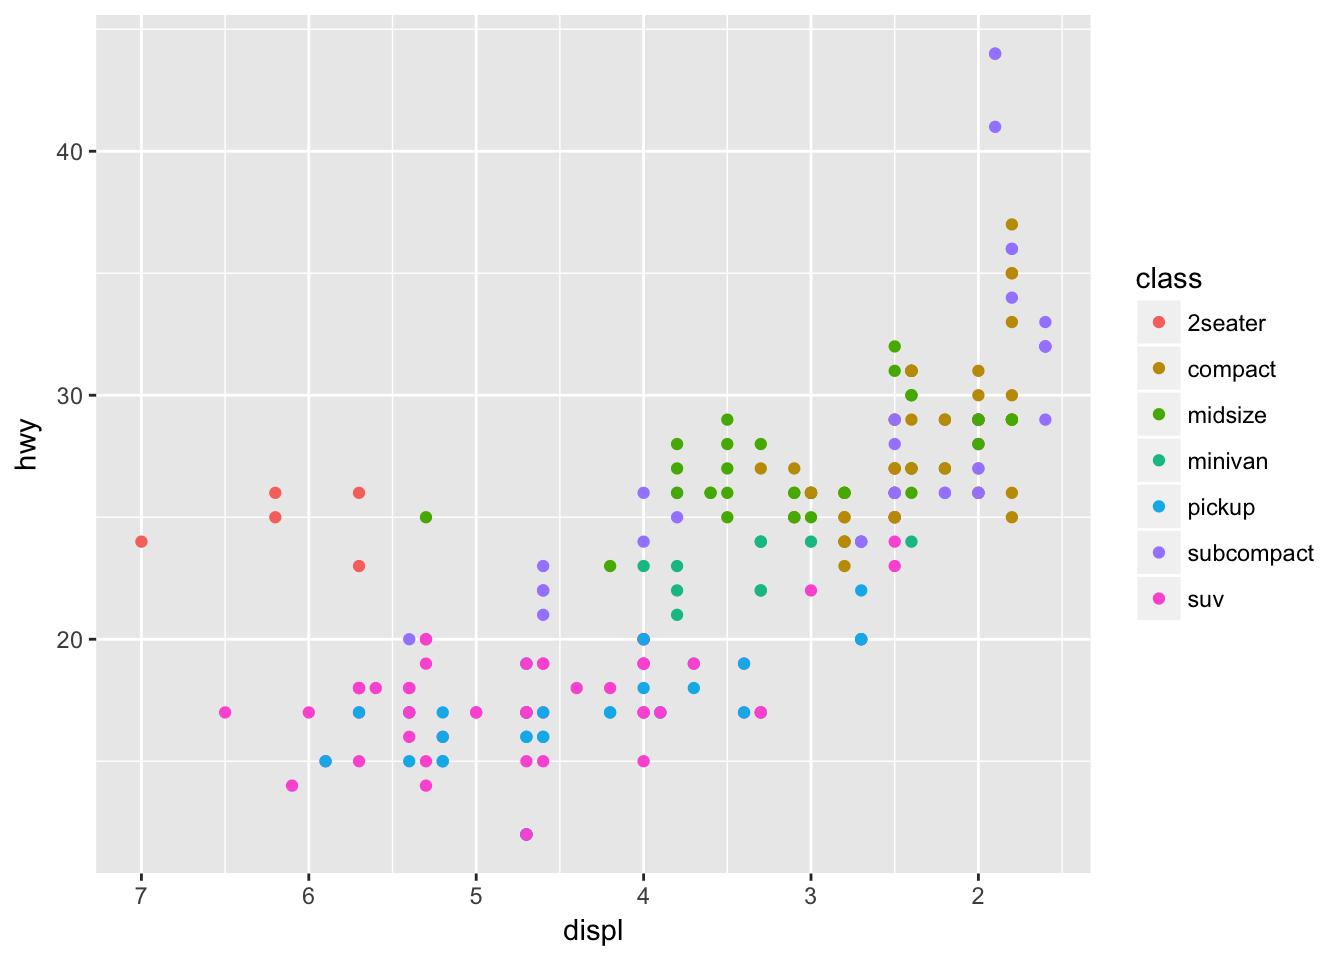 40
30
20
hwy
7 6 5 4 3 2
displ
class
2seater
compact
midsize
minivan
pickup
subcompact
suv